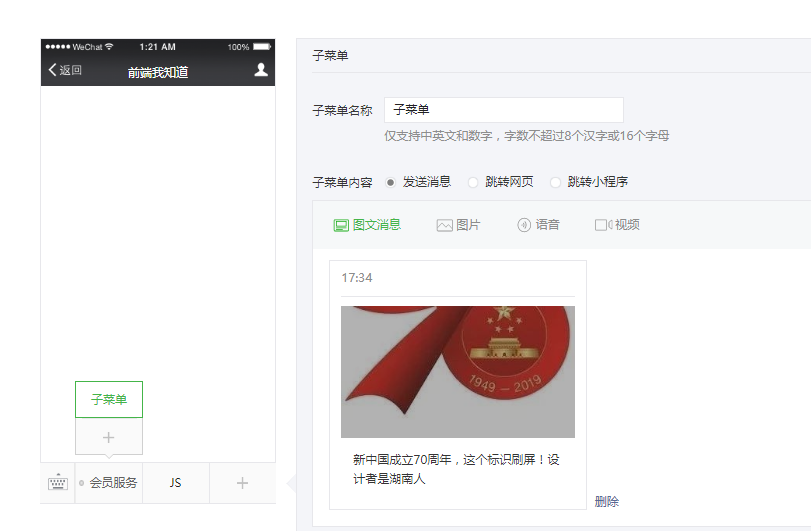 WeChat 1:21 AM 100%
返回 前端我知道
子菜单
会员服务 JS
子菜单
子菜单名称 子菜单
仅支持中英文和数字，字数不超过8个汉字或16个字母
子菜单内容 发送消息 跳转网页 跳转小程序
图文消息 图片 语音 视频
17:34
1949 - 2019
新中国成立70周年，这个标识刷屏！设
计者是湖南人
删除